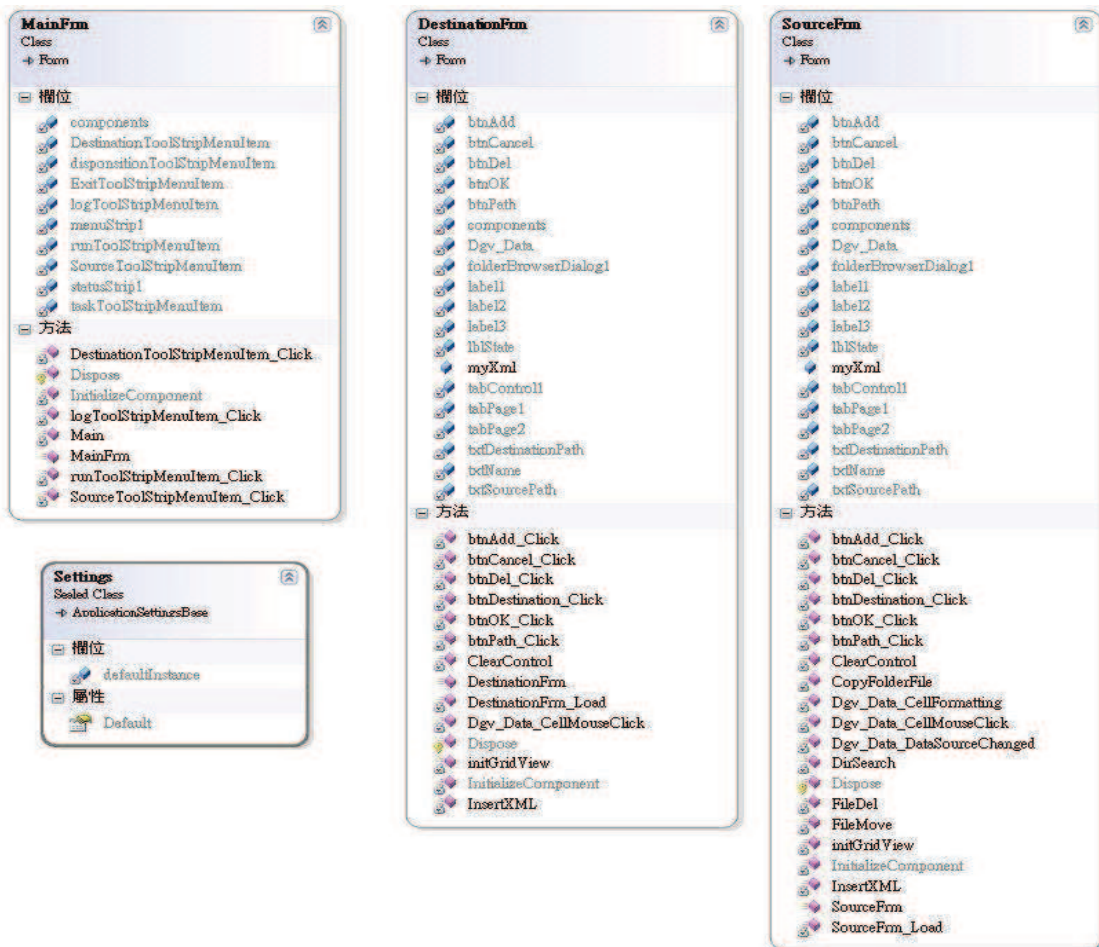 MainFrm
Class
Form
欄位
components
DestinationToolStripMenuItem
disponsitionToolStripMenuItem
ExitToolStripMenuItem
logToolStripMenuItem
menuStrip1
runToolStripMenuItem
SourceToolStripMenuItem
statusStrip1
taskToolStripMenuItem
方法
DestinationToolStripMenuItem_Click
Dispose
InitializeComponent
logToolStripMenuItem_Click
Main
MainFrm
runToolStripMenuItem_Click
SourceToolStripMenuItem_Click
Settings
Sealed Class
ApplicationSettingsBase
欄位
defaultInstance
屬性
Default
DestinationFrm
Class
Form
欄位
btnAdd
btnCancel
btnDel
btnOK
btnPath
components
Dgv_Data
folderBrowserDialog1
label1
label2
label3
lblState
myXml
tabControl1
tabPage1
tabPage2
txtDestinationPath
txtName
txtSourcePath
方法
btnAdd_Click
btnCancel_Click
btnDel_Click
btnDestination_Click
btnOK_Click
btnPath_Click
ClearControl
DestinationFrm
DestinationFrm_Load
Dgv_Data_CellMouseClick
Dispose
initGridView
InitializeComponent
InsertXML
SourceFrm
Class
Form
欄位
btnAdd
btnCancel
btnDel
btnOK
btnPath
components
Dgv_Data
folderBrowserDialog1
label1
label2
label3
lblState
myXml
tabControl1
tabPage1
tabPage2
txtDestinationPath
txtName
txtSourcePath
方法
btnAdd_Click
btnCancel_Click
btnDel_Click
btnDestination_Click
btnOK_Click
btnPath_Click
ClearControl
CopyFolderFile
Dgv_Data_CellFormatting
Dgv_Data_CellMouseClick
Dgv_Data_DataSourceChanged
DirSearch
Dispose
FileDel
FileMove
initGridView
InitializeComponent
InsertXML
SourceFrm
SourceFrm_Load